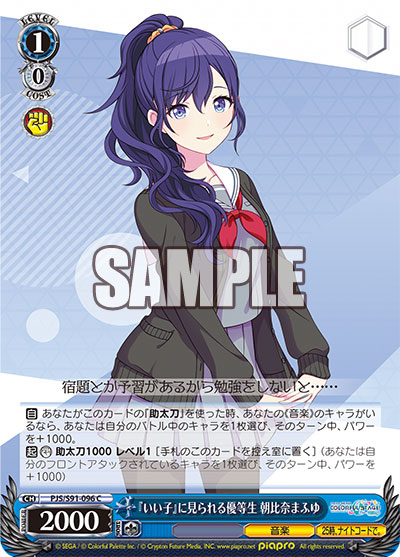 LEVEL
1
0
COST
SAMPLE
宿題とか予習があるから勉強をしないと……
自 あなたがこのカードの『助太刀』を使った時、あなたの《音楽》のキャラがい
るなら、あなたは自分のバトル中のキャラを1枚選び、そのターン中、パワー
を+1000。
起 助太刀1000 レベル1 [手札のこのカードを控え室に置く] (あなたは自
分のフロントアタックされているキャラを1枚選び、そのターン中、パワーを
+1000)
CH PJS/S91-096 C
POWER 2000
『いい子』に見られる優等生 朝比奈まふゆ
音楽
25時、ナイトコードで。
COLORFUL STAGE!
© SEGA / © Colorful Palette Inc. / © Crypton Future Media, INC. www.piapro.net piapro All rights reserved.